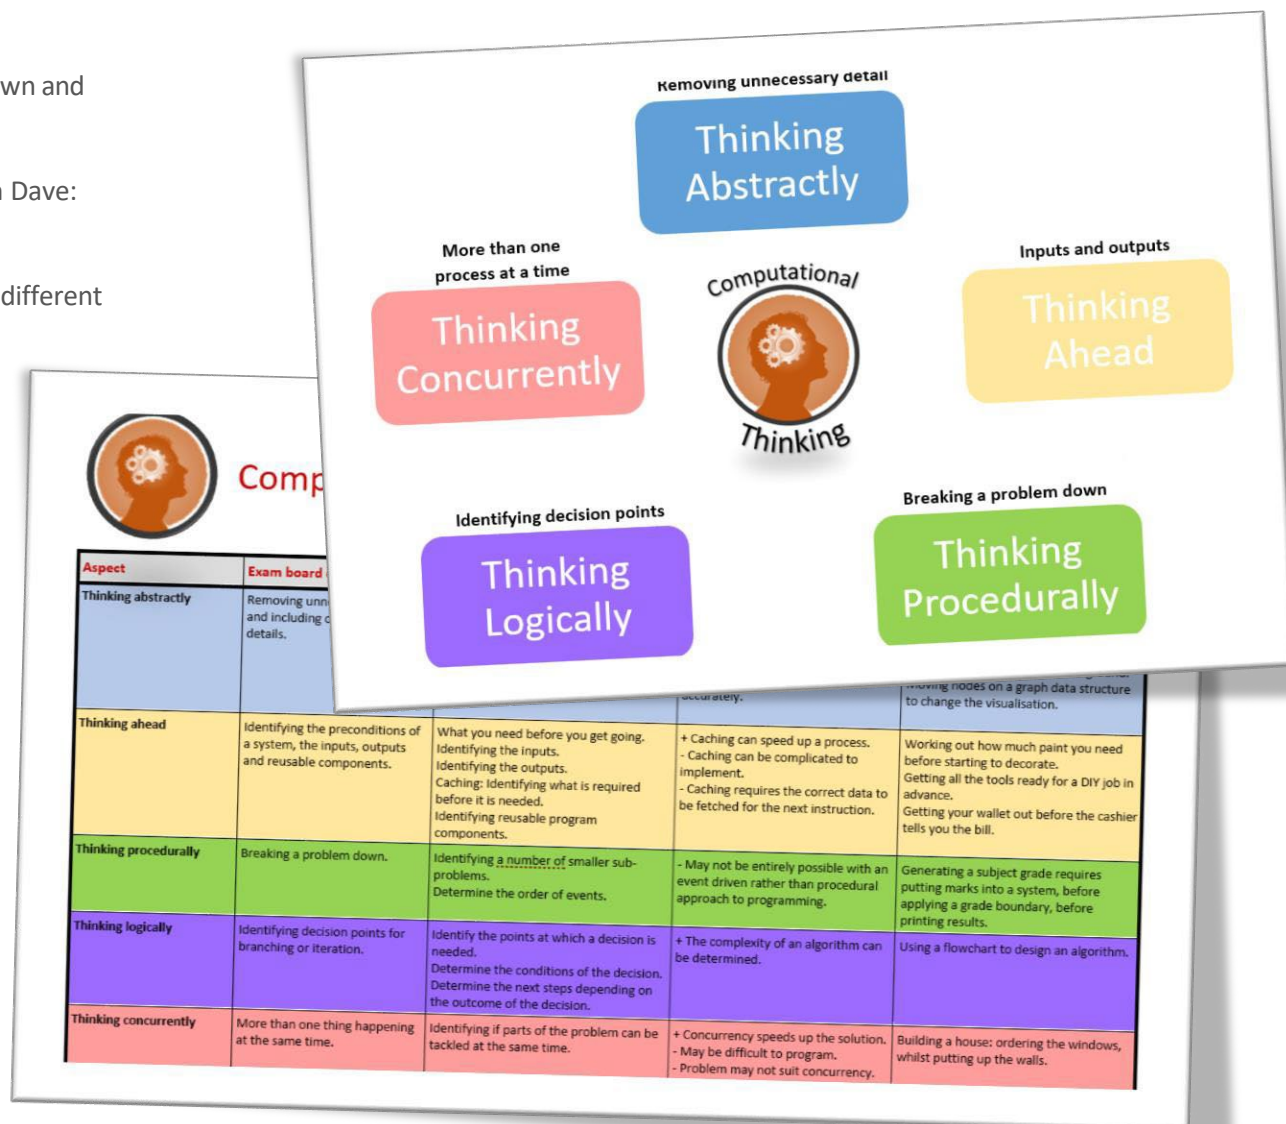 wn and
Dave:
different
Removing unnecessary detail
Thinking
Abstractly
More than one
process at a time
Thinking
Concurrently
Computational
Thinking
Inputs and outputs
Thinking
Ahead
Identifying decision points
Thinking
Logically
Breaking a problem down
Thinking
Procedurally
Comp
Aspect
Exam board
Thinking abstractly
Removing unn
and including
details.
accurately.
Moving nodes on a graph data structure
to change the visualisation.
Thinking ahead
Identifying the preconditions of
a system, the inputs, outputs
and reusable components.
What you need before you get going.
Identifying the inputs.
Identifying the outputs.
Caching: Identifying what is required
before it is needed.
Identifying reusable program
components.
+ Caching can speed up a process.
- Caching can be complicated to
implement.
- Caching requires the correct data to
be fetched for the next instruction.
Working out how much paint you need
before starting to decorate.
Getting all the tools ready for a DIY job in
advance.
Getting your wallet out before the cashier
tells you the bill.
Thinking procedurally
Breaking a problem down.
Identifying a number of smaller sub-
problems.
Determine the order of events.
- May not be entirely possible with an
event driven rather than procedural
approach to programming.
Generating a subject grade requires
putting marks into a system, before
applying a grade boundary, before
printing results.
Thinking logically
Identifying decision points for
branching or iteration.
Identify the points at which a decision is
needed.
Determine the conditions of the decision.
Determine the next steps depending on
the outcome of the decision.
+ The complexity of an algorithm can
be determined.
Using a flowchart to design an algorithm.
Thinking concurrently
More than one thing happening
at the same time.
Identifying if parts of the problem can be
tackled at the same time.
+ Concurrency speeds up the solution.
- May be difficult to program.
- Problem may not suit concurrency.
Building a house: ordering the windows,
whilst putting up the walls.